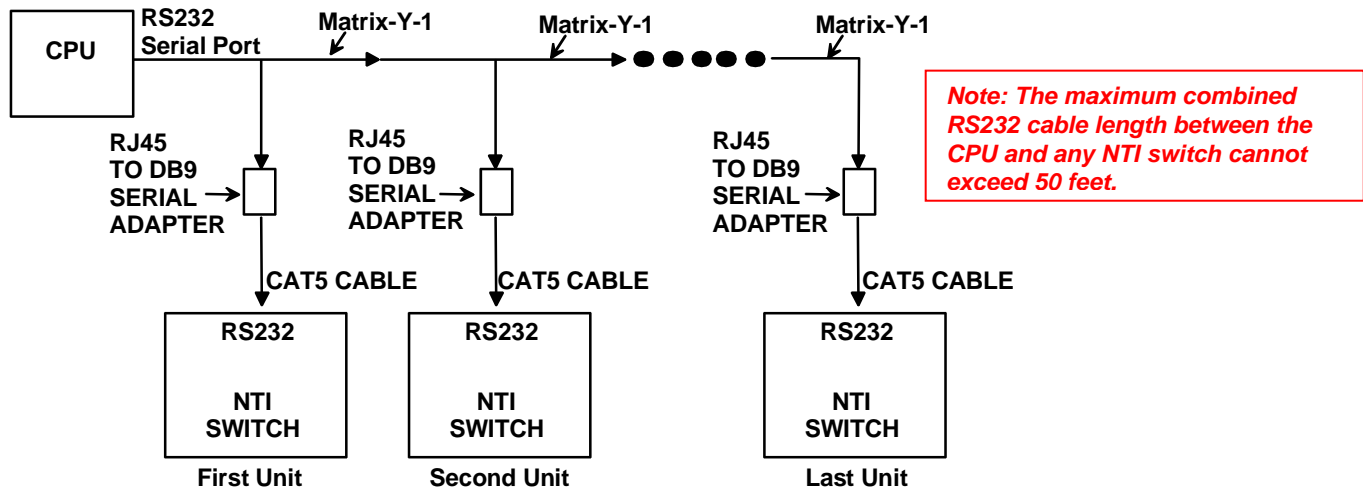 CPU
RS232
Serial Port
Matrix-Y-1
Matrix-Y-1
Matrix-Y-1
Note: The maximum combined
RS232 cable length between the
CPU and any NTI switch cannot
exceed 50 feet.
RJ45
TO DB9
SERIAL
ADAPTER
RJ45
TO DB9
SERIAL
ADAPTER
RJ45
TO DB9
SERIAL
ADAPTER
CAT5 CABLE
CAT5 CABLE
CAT5 CABLE
RS232
NTI
SWITCH
First Unit
RS232
NTI
SWITCH
Second Unit
RS232
NTI
SWITCH
Last Unit